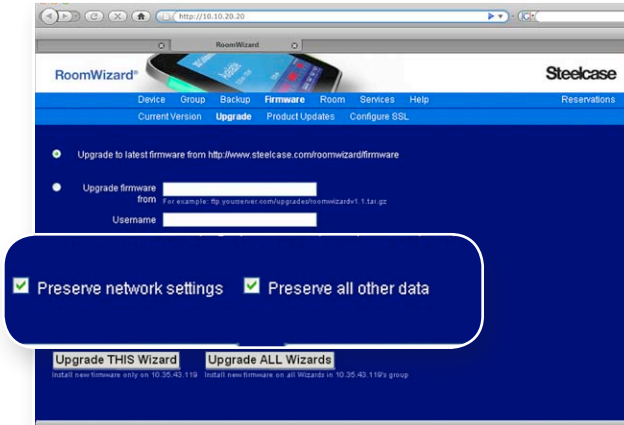 http://10.10.20.20
RoomWizard
RoomWizard®
Steelcase
Device Group Backup Firmware Room Services Help Reservations
Current Version Upgrade Product Updates Configure SSL
Upgrade to latest firmware from http://www.steelcase.com/roomwizard/firmware
Upgrade firmware
from
For example: ftp.yourserver.com/upgrades/roomwizardv1.1.tar.gz
Username
Preserve network settings Preserve all other data
Upgrade THIS Wizard Upgrade ALL Wizards
Install new firmware only on 10.35.43.119 Install new firmware on all Wizards in 10.35.43.119's group